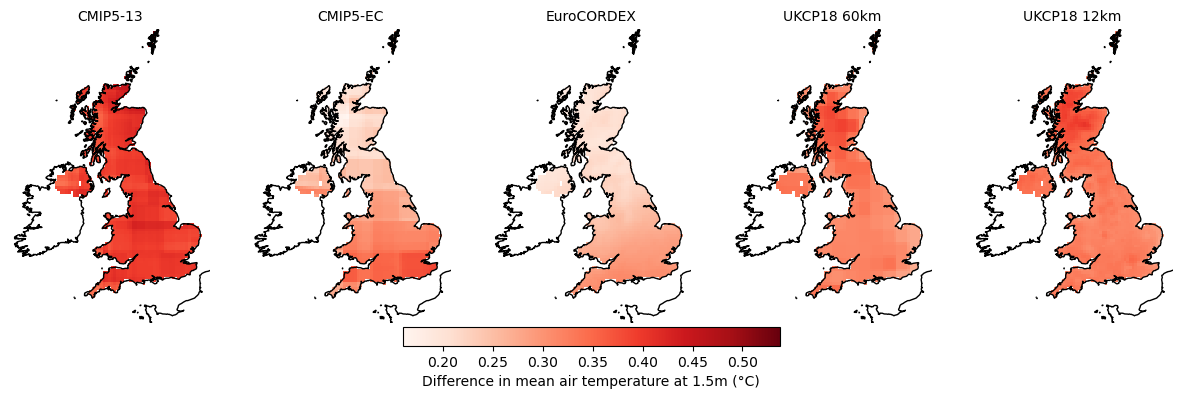 CMIP5-13
CMIP5-EC
EuroCORDEX
UKCP18 60km
UKCP18 12km
0.20 0.25 0.30 0.35 0.40 0.45 0.50
Difference in mean air temperature at 1.5m (°C)